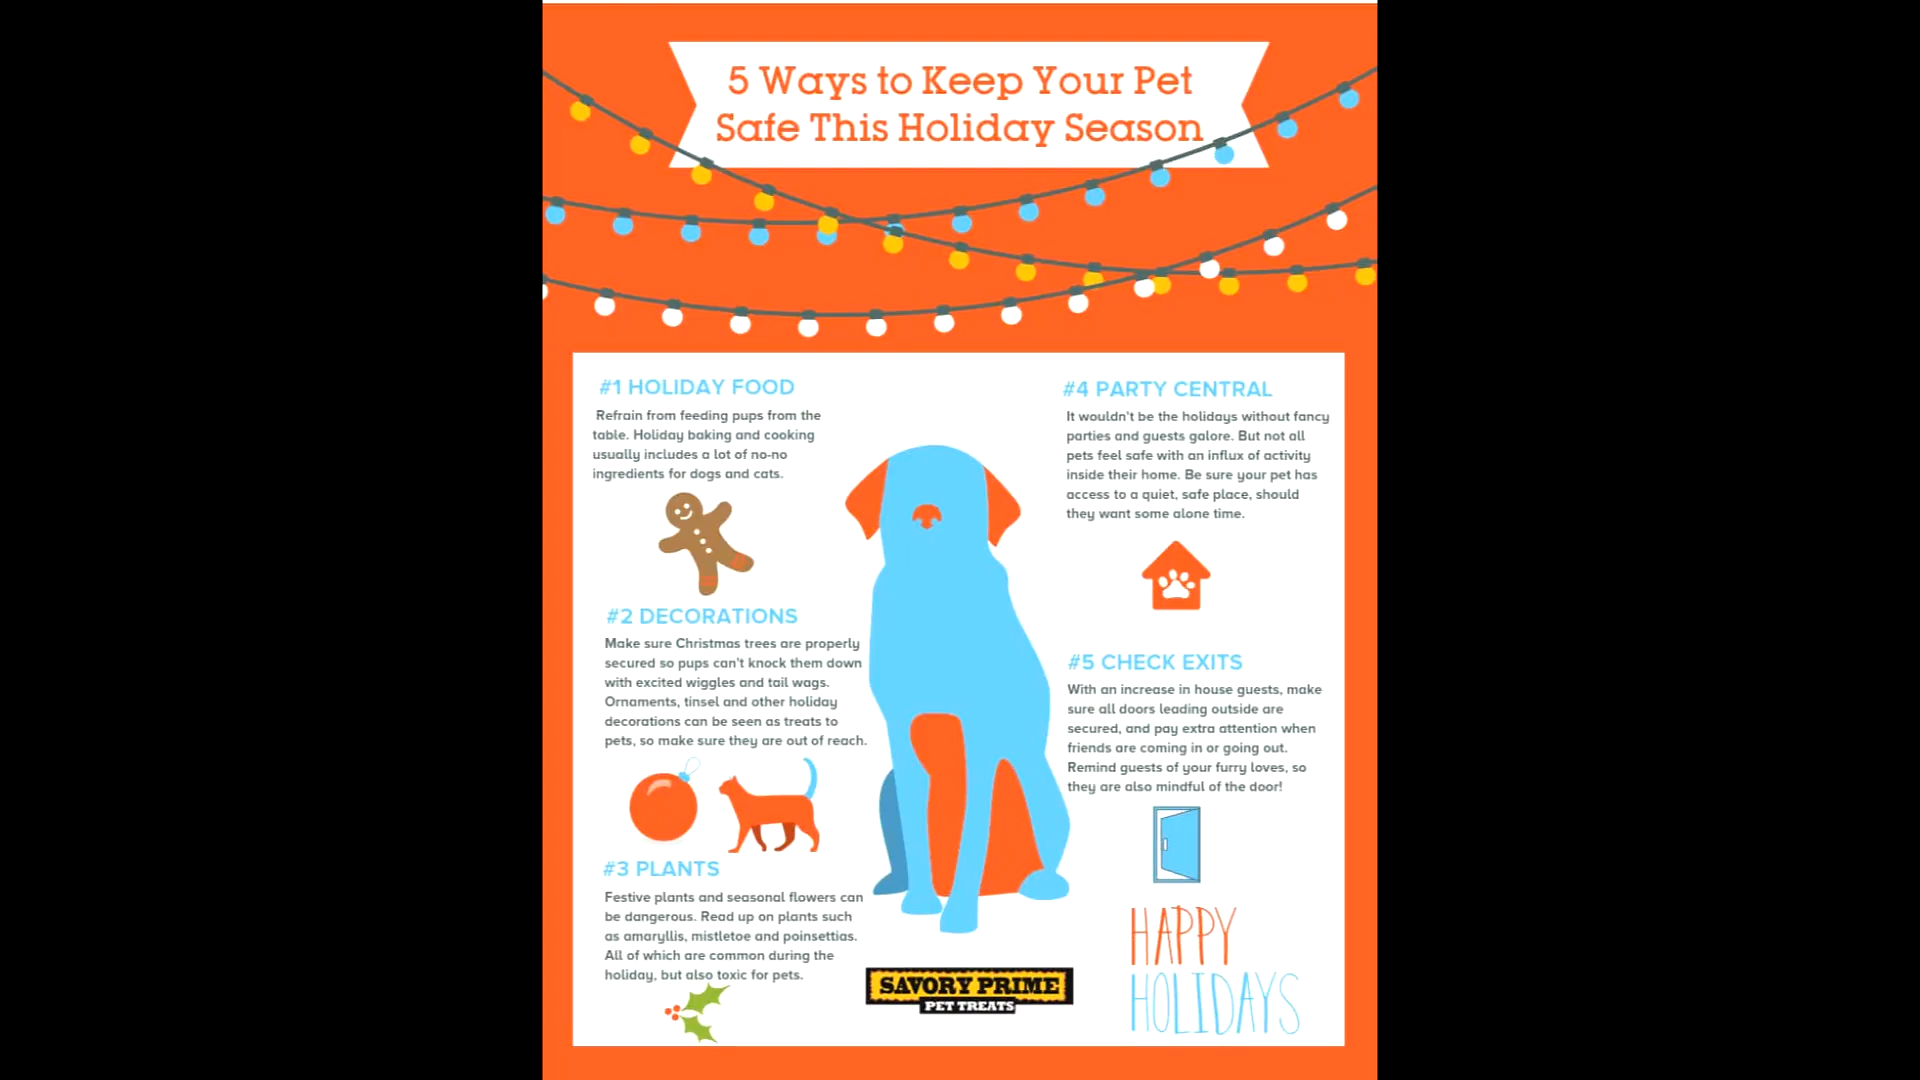 5 Ways to Keep Your Pet
Safe This Holiday Season
#1 HOLIDAY FOOD
Refrain from feeding pups from the
table. Holiday baking and cooking
usually includes a lot of no-no
ingredients for dogs and cats.
#2 DECORATIONS
Make sure Christmas trees are properly
secured so pups can't knock them down
with excited wiggles and tail wags.
Ornaments, tinsel and other holiday
decorations can be seen as treats to
pets, so make sure they are out of reach.
#3 PLANTS
Festive plants and seasonal flowers can
be dangerous. Read up on plants such
as amaryllis, mistletoe and poinsettias.
All of which are common during the
holiday, but also toxic for pets.
#4 PARTY CENTRAL
It wouldn't be the holidays without fancy
parties and guests galore. But not all
pets feel safe with an influx of activity
inside their home. Be sure your pet has
access to a quiet, safe place, should
they want some alone time.
#5 CHECK EXITS
With an increase in house guests, make
sure all doors leading outside are
secured, and pay extra attention when
friends are coming in or going out.
Remind guests of your furry loves, so
they are also mindful of the door!
SAVORY PRIME
PET TREATS
HAPPY
HOLIDAYS